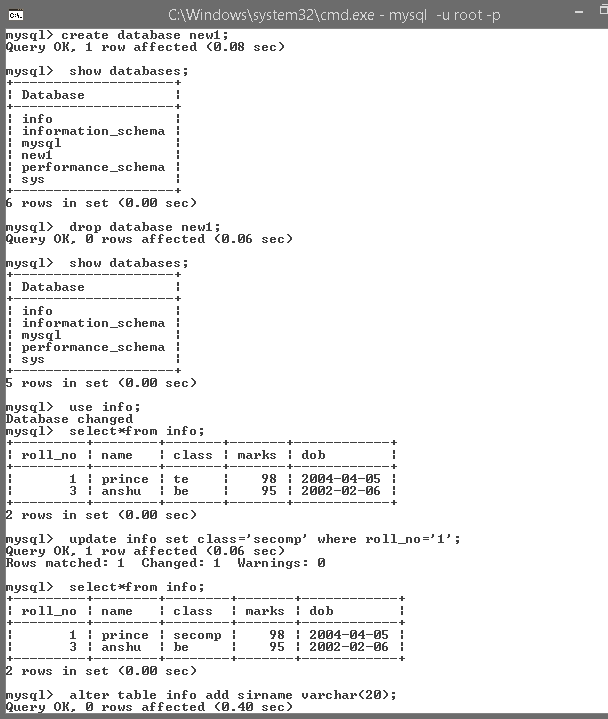 C:\Windows\system32\cmd.exe - mysql -u root -p
mysql> create database new1;
Query OK, 1 row affected (0.08 sec)
mysql> show databases;
+--------------------+
| Database           |
+--------------------+
| info               |
| information_schema |
| mysql              |
| new1               |
| performance_schema |
| sys                |
+--------------------+
6 rows in set (0.00 sec)
mysql>  drop database new1;
Query OK, 0 rows affected (0.06 sec)
mysql>  show databases;
+--------------------+
| Database           |
+--------------------+
| info               |
| information_schema |
| mysql              |
| performance_schema |
| sys                |
+--------------------+
5 rows in set (0.00 sec)
mysql>  use info;
Database changed
mysql>  select*from info;
+---------+--------+-------+-------+------------+
| roll_no | name   | class | marks | dob        |
+---------+--------+-------+-------+------------+
|       1 | prince | te    |    98 | 2004-04-05 |
|       3 | anshu  | be    |    95 | 2002-02-06 |
+---------+--------+-------+-------+------------+
2 rows in set (0.00 sec)
mysql>  update info set class='secomp' where roll_no='1';
Query OK, 1 row affected (0.06 sec)
Rows matched: 1  Changed: 1  Warnings: 0
mysql>  select*from info;
+---------+--------+--------+-------+------------+
| roll_no | name   | class  | marks | dob        |
+---------+--------+--------+-------+------------+
|       1 | prince | secomp |    98 | 2004-04-05 |
|       3 | anshu  | be     |    95 | 2002-02-06 |
+---------+--------+--------+-------+------------+
2 rows in set (0.00 sec)
mysql>  alter table info add sirname varchar(20);
Query OK, 0 rows affected (0.40 sec)